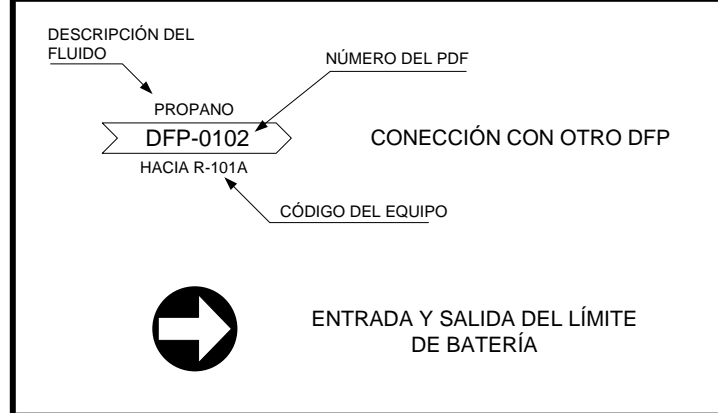 DESCRIPCIÓN DEL
FLUIDO
NÚMERO DEL PDF
PROPANO
DFP-0102
CONECCIÓN CON OTRO DFP
HACIA R-101A
CÓDIGO DEL EQUIPO
ENTRADA Y SALIDA DEL LÍMITE
DE BATERÍA